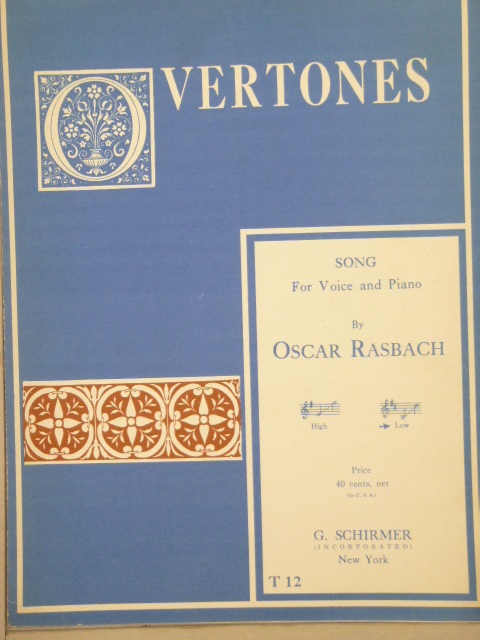 OVERTONES
SONG
For Voice and Piano
By
OSCAR RASBACH
High
Low
Price
40 cents, net
(In U. S. A.)
G. SCHIRMER
(INCORPORATED)
New York
T 12